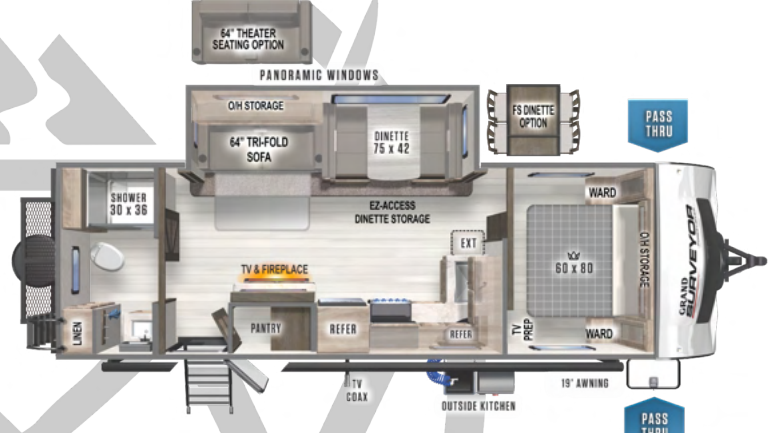 64" THEATER
SEATING OPTION
PANORAMIC WINDOWS
O/H STORAGE
64" TRI-FOLD
SOFA
DINETTE
75 x 42
FS DINETTE
OPTION
PASS
THRU
SHOWER
30 x 36
EZ-ACCESS
DINETTE STORAGE
WARD
EXT
60 x 80
O/H STORAGE
GRAND
SURVEYOR
TV & FIREPLACE
LINEN
PANTRY
REFER
REFER
TV
PREP
WARD
TV
COAX
OUTSIDE KITCHEN
19' AWNING
PASS
THRU